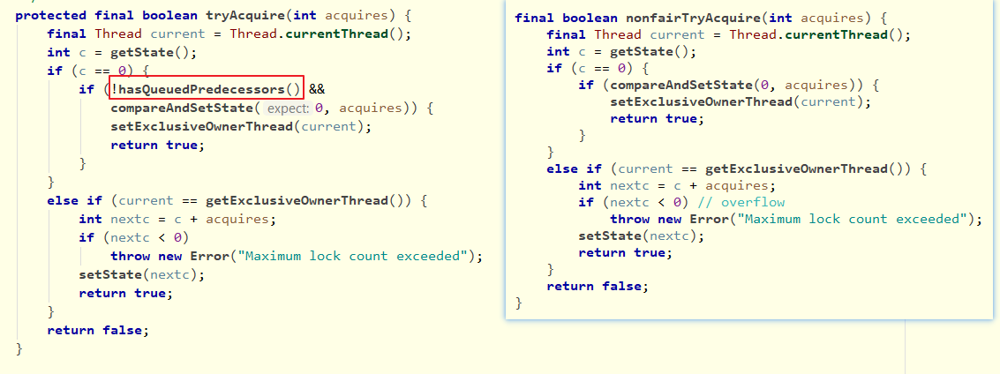 protected final boolean tryAcquire(int acquires) {
final Thread current = Thread.currentThread();
int c = getState();
if (c == 0) {
if (!hasQueuedPredecessors() &&
compareAndSetState( expect: 0, acquires)) {
setExclusiveOwnerThread(current);
return true;
}
}
else if (current == getExclusiveOwnerThread()) {
int nextc = c + acquires;
if (nextc < 0)
throw new Error("Maximum lock count exceeded");
setState(nextc);
return true;
}
return false;
}
final boolean nonfairTryAcquire(int acquires) {
final Thread current = Thread.currentThread();
int c = getState();
if (c == 0) {
if (compareAndSetState(0, acquires)) {
setExclusiveOwnerThread(current);
return true;
}
}
else if (current == getExclusiveOwnerThread()) {
int nextc = c + acquires;
if (nextc < 0) // overflow
throw new Error("Maximum lock count exceeded");
setState(nextc);
return true;
}
return false;
}